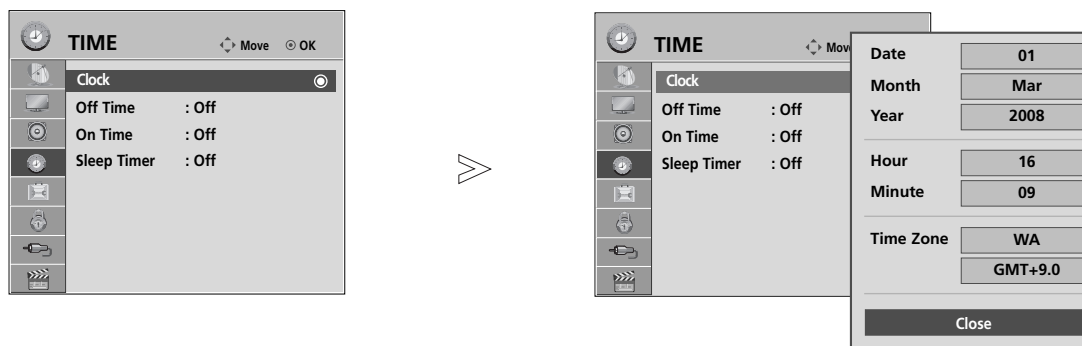 TIME Move OK
Clock
Off Time : Off
On Time : Off
Sleep Timer : Off
TIME Mov
Clock
Off Time : Off
On Time : Off
Sleep Timer : Off
Date 01
Month Mar
Year 2008
Hour 16
Minute 09
Time Zone WA
GMT+9.0
Close